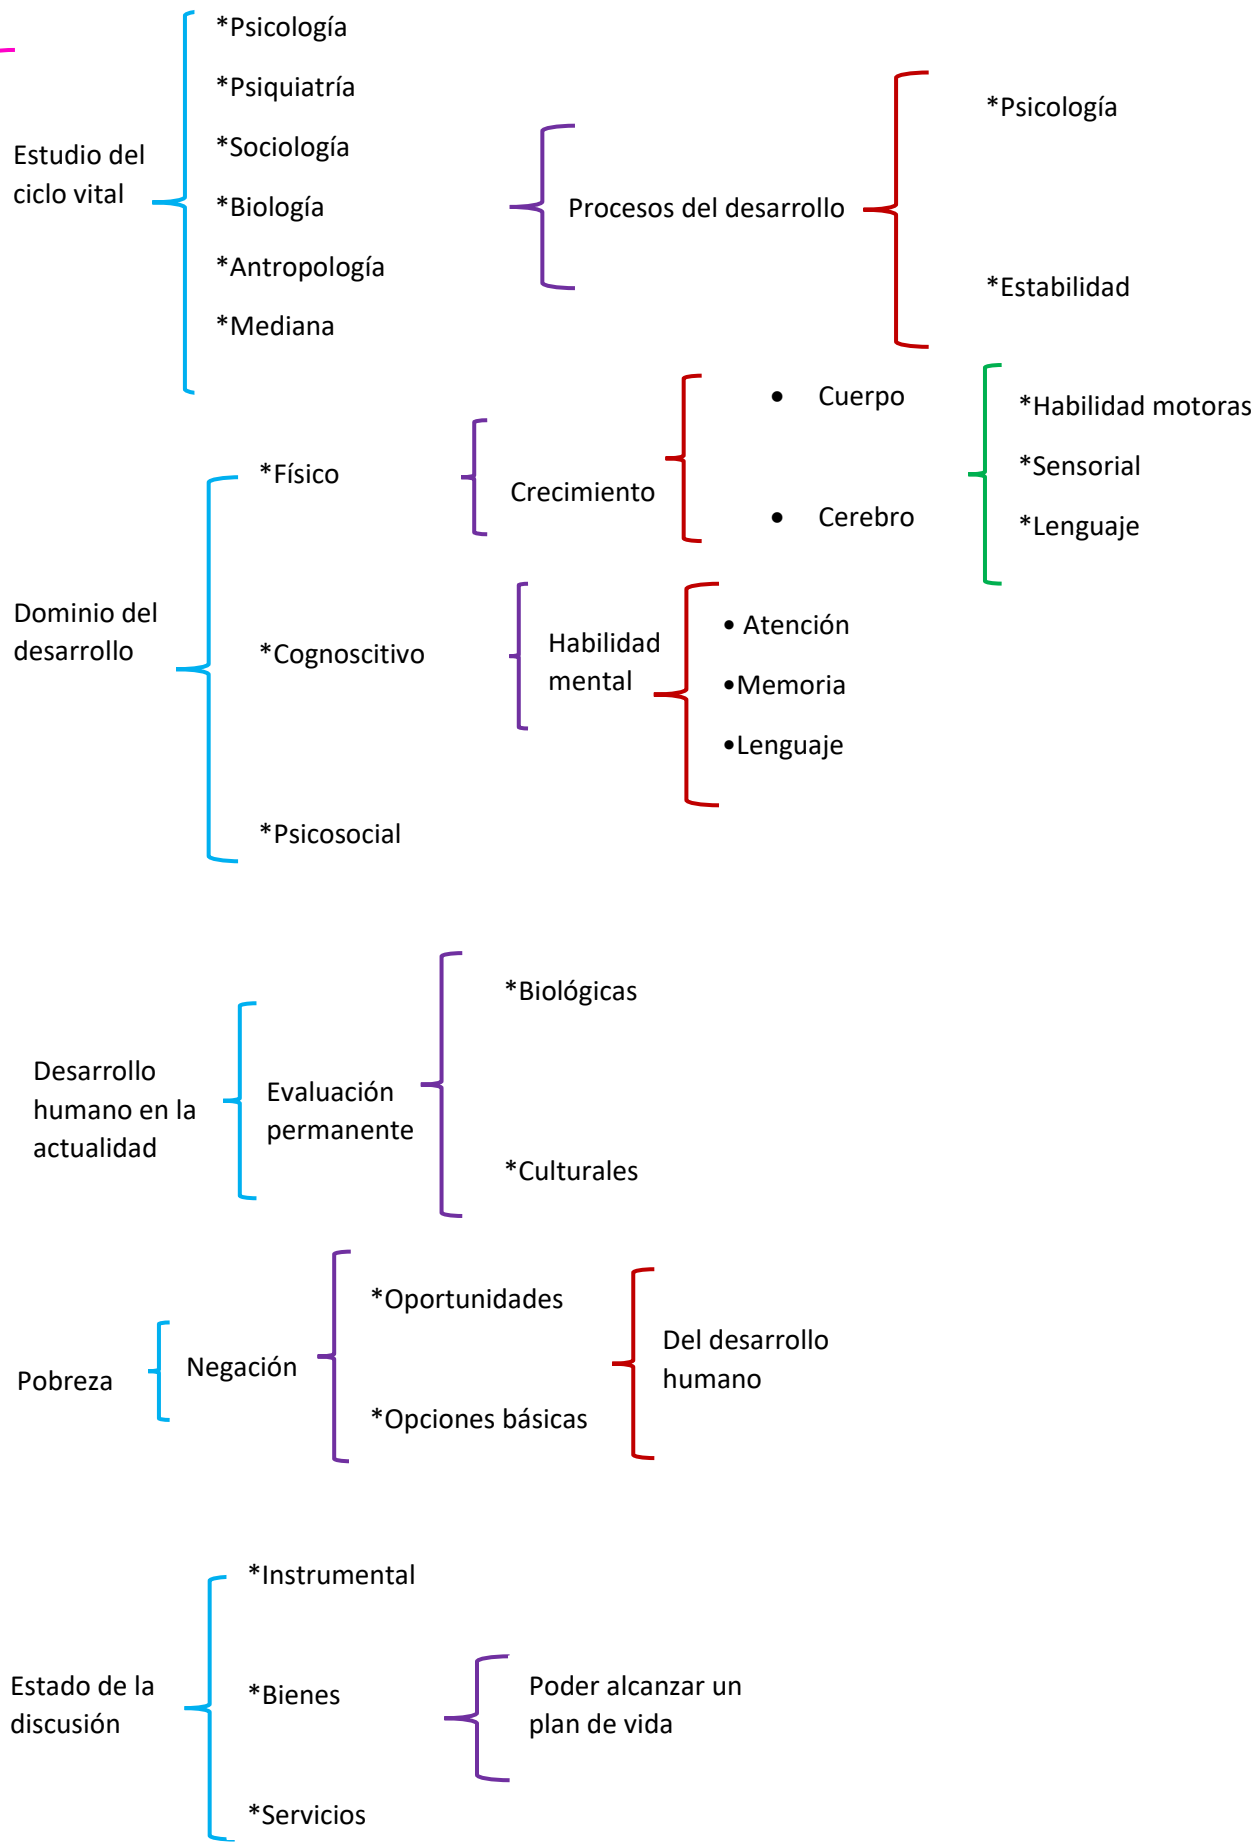 *Psicología
*Psiquiatría
*Sociología
*Biología
*Antropología
*Mediana
Estudio del
ciclo vital
Procesos del desarrollo
*Psicología
*Estabilidad
Dominio del
desarrollo
*Físico
Crecimiento
• Cuerpo
• Cerebro
*Habilidad motoras
*Sensorial
*Lenguaje
*Cognoscitivo
Habilidad
mental
• Atención
•Memoria
•Lenguaje
*Psicosocial
Desarrollo
humano en la
actualidad
Evaluación
permanente
*Biológicas
*Culturales
Pobreza
Negación
*Oportunidades
*Opciones básicas
Del desarrollo
humano
Estado de la
discusión
*Instrumental
*Bienes
*Servicios
Poder alcanzar un
plan de vida